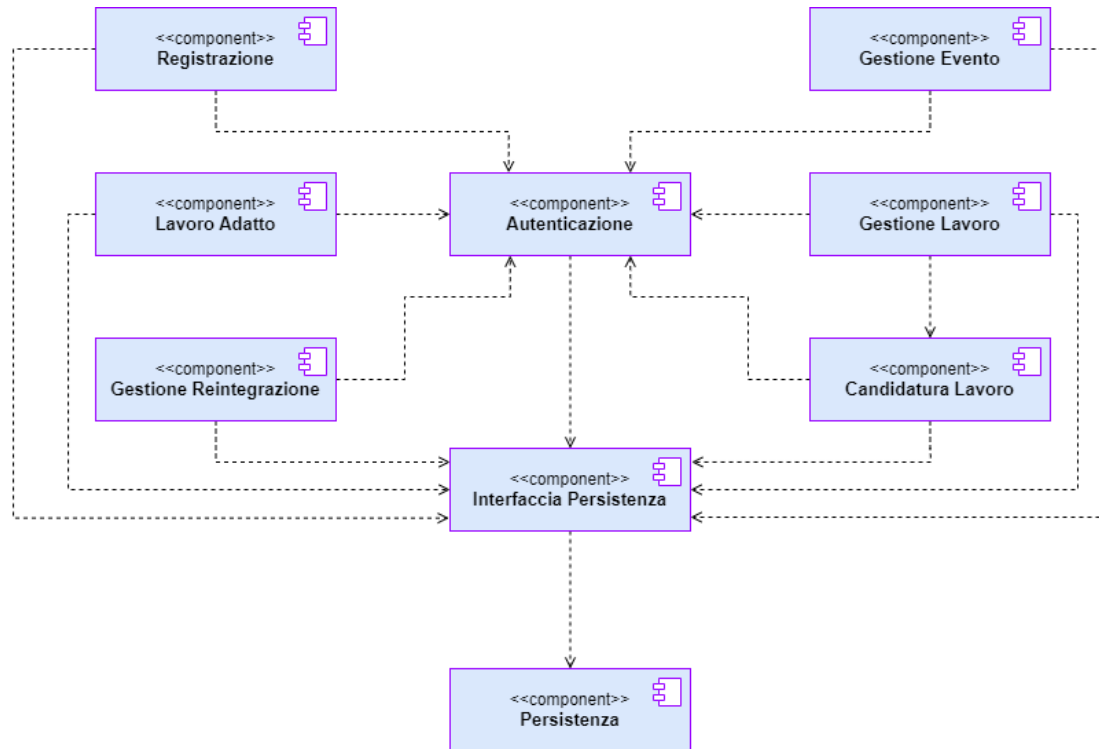 <<component>>
Registrazione
<<component>>
Gestione Evento
<<component>>
Lavoro Adatto
<<component>>
Autenticazione
<<component>>
Gestione Lavoro
<<component>>
Gestione Reintegrazione
<<component>>
Candidatura Lavoro
<<component>>
Interfaccia Persistenza
<<component>>
Persistenza